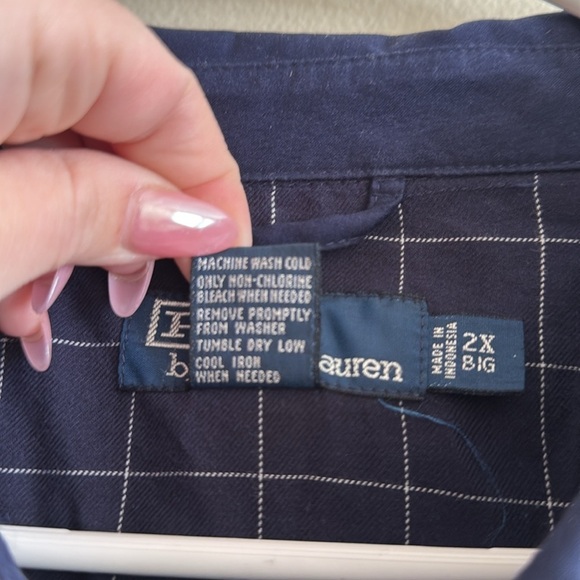 MACHINE WASH COLD
ONLY NON-CHLORINE
BLEACH WHEN NEEDED
REMOVE PROMPTLY
FROM WASHER
TUMBLE DRY LOW
COOL IRON
WHEN NEEDED
b
auren
MADE IN
INDONESIA
2X
BIG